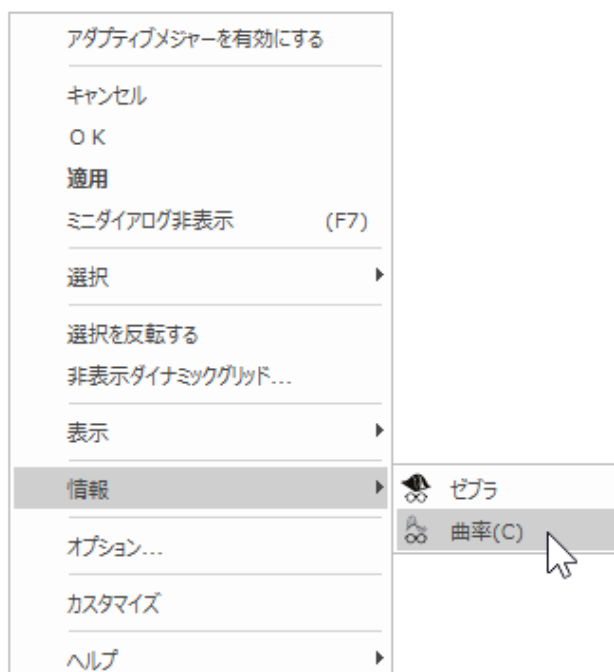 アダプティブメジャーを有効にする
キャンセル
ＯＫ
適用
ミニダイアログ非表示 (F7)
選択
選択を反転する
非表示ダイナミックグリッド...
表示
情報
ゼブラ
曲率(C)
オプション...
カスタマイズ
ヘルプ